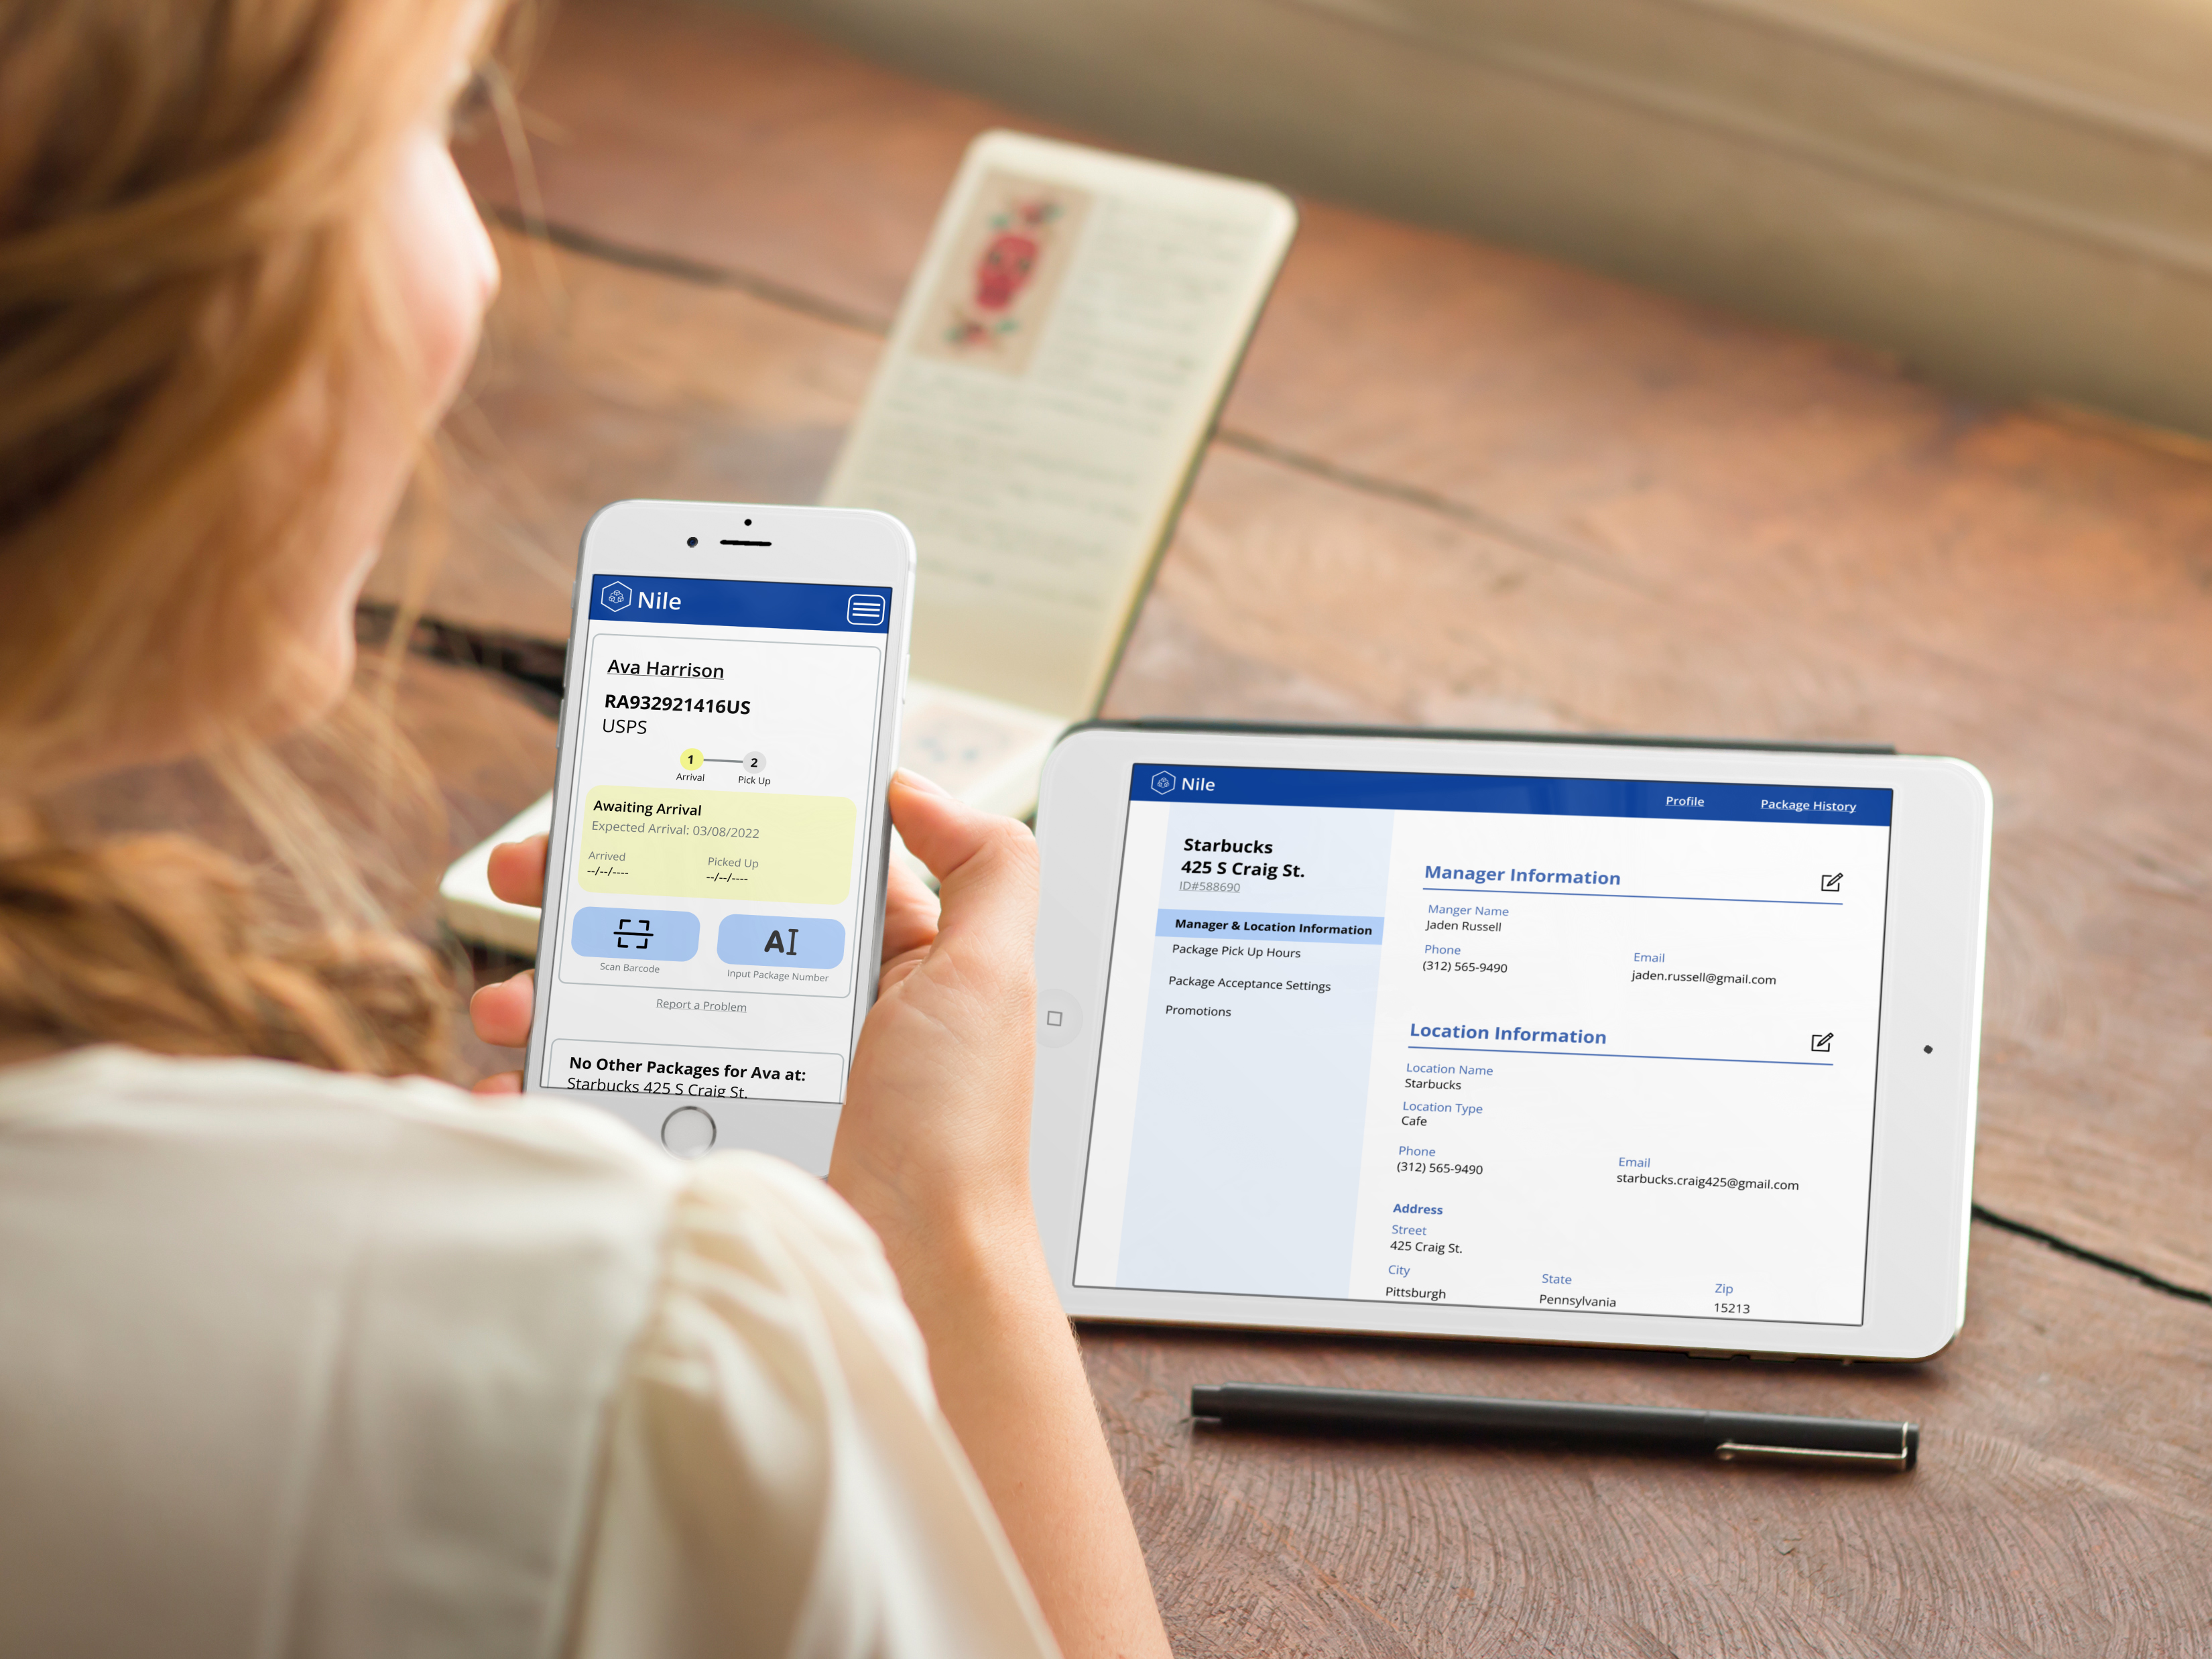 Nile
Ava Harrison
RA932921416US
USPS
1 2
Arrival Pick Up
Awaiting Arrival
Expected Arrival: 03/08/2022
Arrived Picked Up
--/--/---- --/--/----
AI
Scan Barcode Input Package Number
Report a Problem
No Other Packages for Ava at:
Starbucks 425 S Craig St.
Nile Profile Package History
Starbucks
425 S Craig St.
ID#588690
Manager & Location Information
Package Pick Up Hours
Package Acceptance Settings
Promotions
Manager Information
Manger Name
Jaden Russell
Phone Email
(312) 565-9490 jaden.russell@gmail.com
Location Information
Location Name
Starbucks
Location Type
Cafe
Phone Email
(312) 565-9490 starbucks.craig425@gmail.com
Address
Street
425 Craig St.
City State Zip
Pittsburgh Pennsylvania 15213